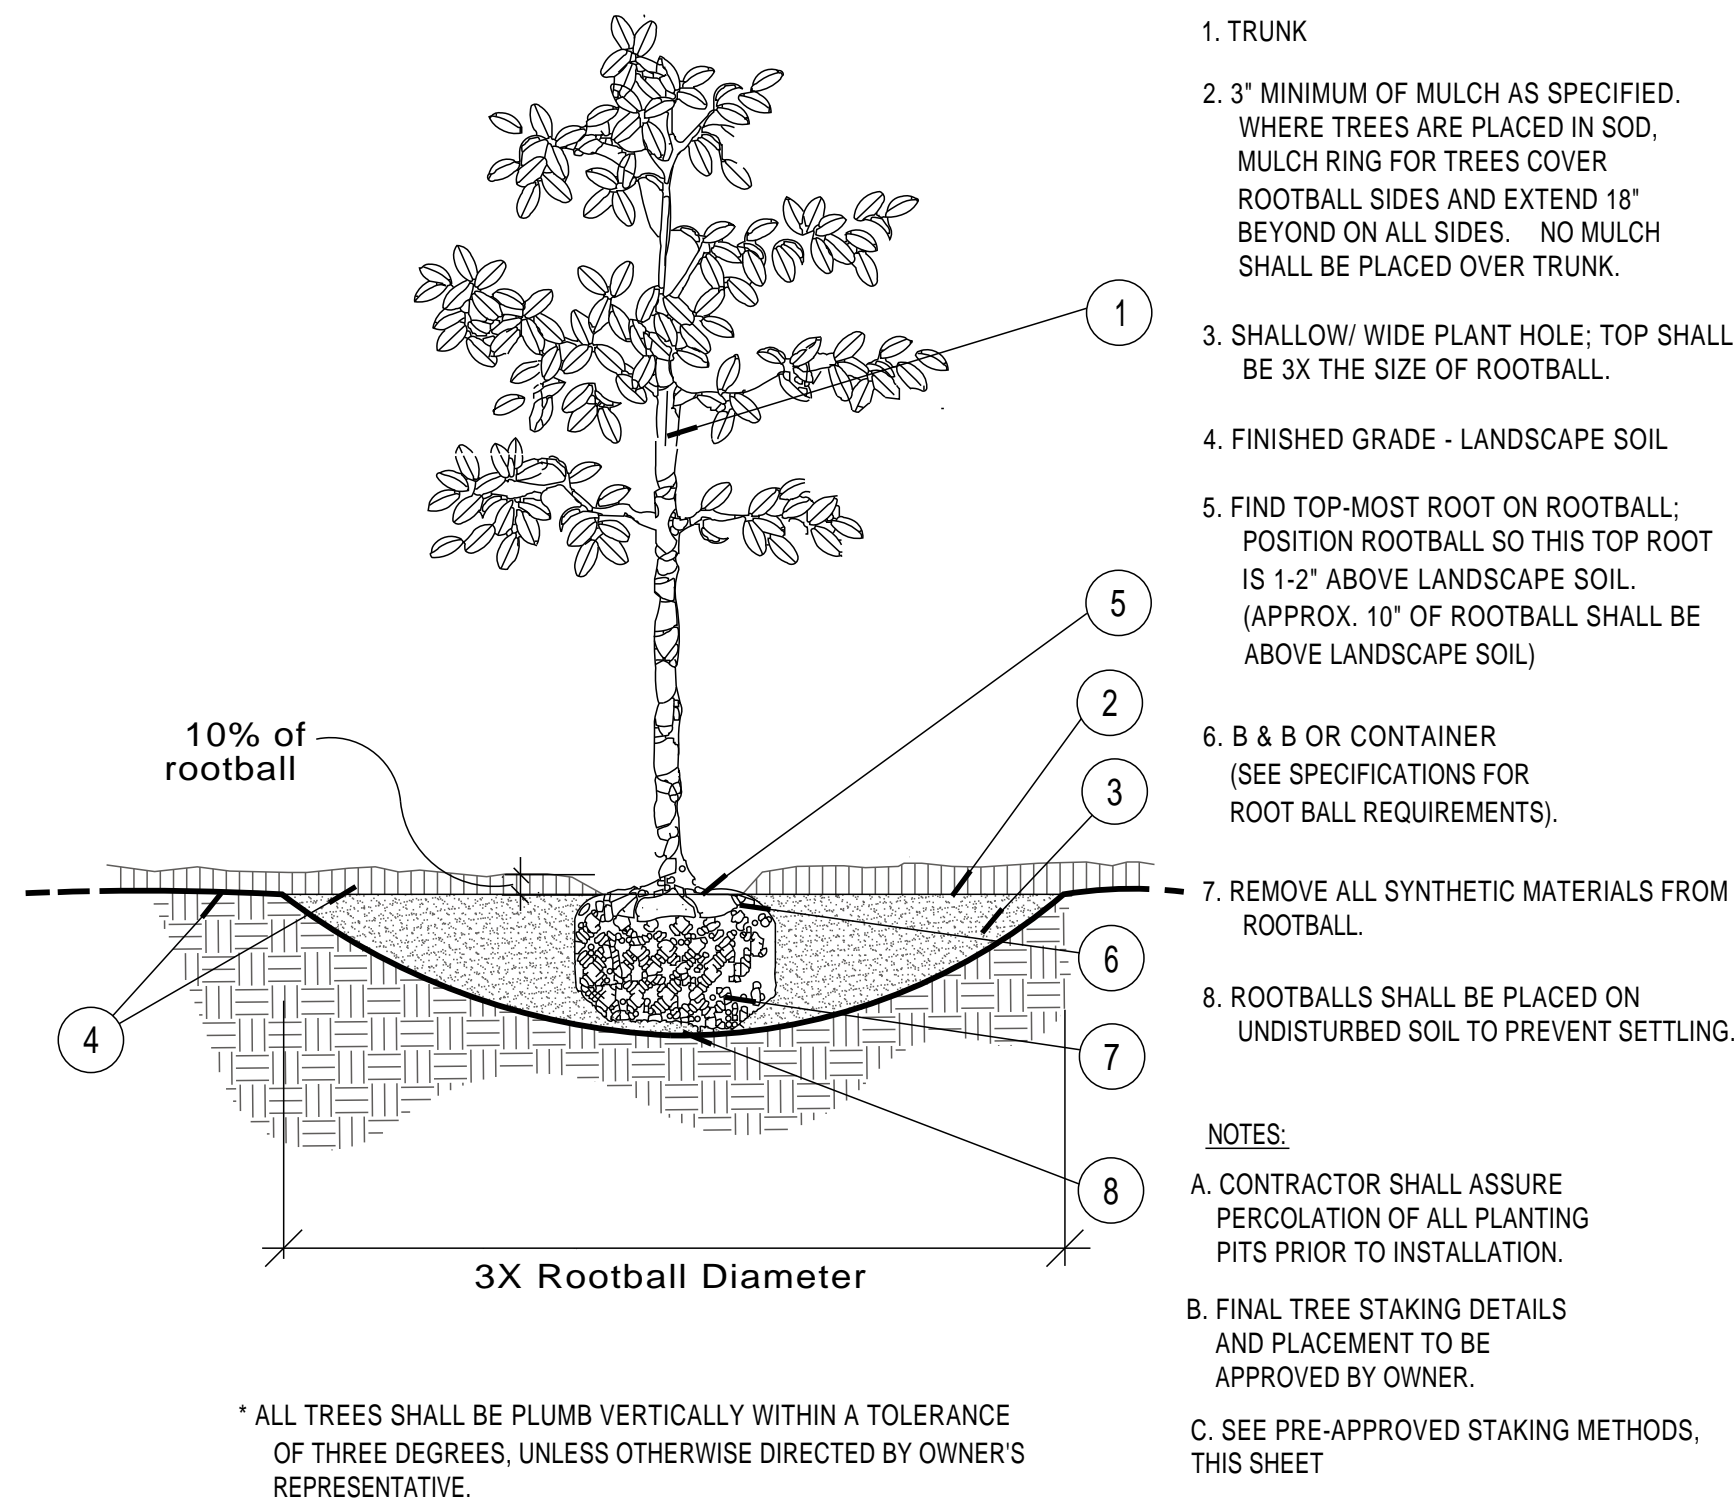 1. TRUNK
2. 3" MINIMUM OF MULCH AS SPECIFIED.
WHERE TREES ARE PLACED IN SOD,
MULCH RING FOR TREES COVER
ROOTBALL SIDES AND EXTEND 18"
BEYOND ON ALL SIDES. NO MULCH
SHALL BE PLACED OVER TRUNK.
3. SHALLOW/ WIDE PLANT HOLE; TOP SHALL
BE 3X THE SIZE OF ROOTBALL.
4. FINISHED GRADE - LANDSCAPE SOIL
5. FIND TOP-MOST ROOT ON ROOTBALL;
POSITION ROOTBALL SO THIS TOP ROOT
IS 1-2" ABOVE LANDSCAPE SOIL.
(APPROX. 10" OF ROOTBALL SHALL BE
ABOVE LANDSCAPE SOIL)
6. B & B OR CONTAINER
(SEE SPECIFICATIONS FOR
ROOT BALL REQUIREMENTS).
7. REMOVE ALL SYNTHETIC MATERIALS FROM
ROOTBALL.
8. ROOTBALLS SHALL BE PLACED ON
UNDISTURBED SOIL TO PREVENT SETTLING.
NOTES:
A. CONTRACTOR SHALL ASSURE
PERCOLATION OF ALL PLANTING
PITS PRIOR TO INSTALLATION.
B. FINAL TREE STAKING DETAILS
AND PLACEMENT TO BE
APPROVED BY OWNER.
C. SEE PRE-APPROVED STAKING METHODS,
THIS SHEET
1
5
2
3
6
7
8
4
10% of
rootball
3X Rootball Diameter
* ALL TREES SHALL BE PLUMB VERTICALLY WITHIN A TOLERANCE
OF THREE DEGREES, UNLESS OTHERWISE DIRECTED BY OWNER'S
REPRESENTATIVE.